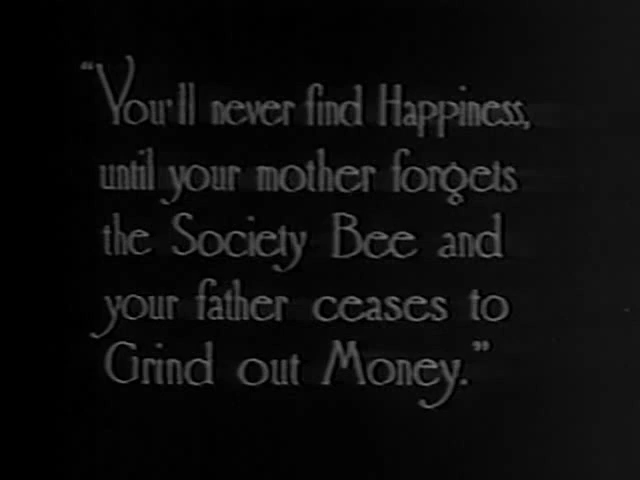 “You'll never find Happiness,
until your mother forgets
the Society Bee and
your father ceases to
Grind out Money.”